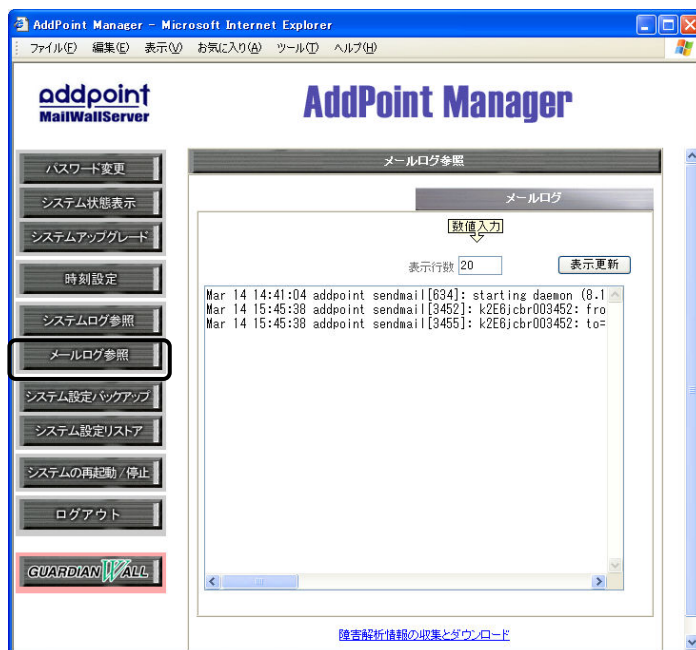 AddPoint Manager - Microsoft Internet Explorer
ファイル(F) 編集(E) 表示(V) お気に入り(A) ツール(T) ヘルプ(H)
addpoint
MailWallServer
AddPoint Manager
パスワード変更
システム状態表示
システムアップグレード
時刻設定
システムログ参照
メールログ参照
システム設定バックアップ
システム設定リストア
システムの再起動/停止
ログアウト
GUARDIANWALL
メールログ参照
メールログ
数値入力
表示行数 20 表示更新
Mar 14 14:41:04 addpoint sendmail[634]: starting daemon (8.1
Mar 14 15:45:38 addpoint sendmail[3452]: k2E6jcbr003452: fro
Mar 14 15:45:38 addpoint sendmail[3455]: k2E6jcbr003452: to=
障害解析情報の収集とダウンロード